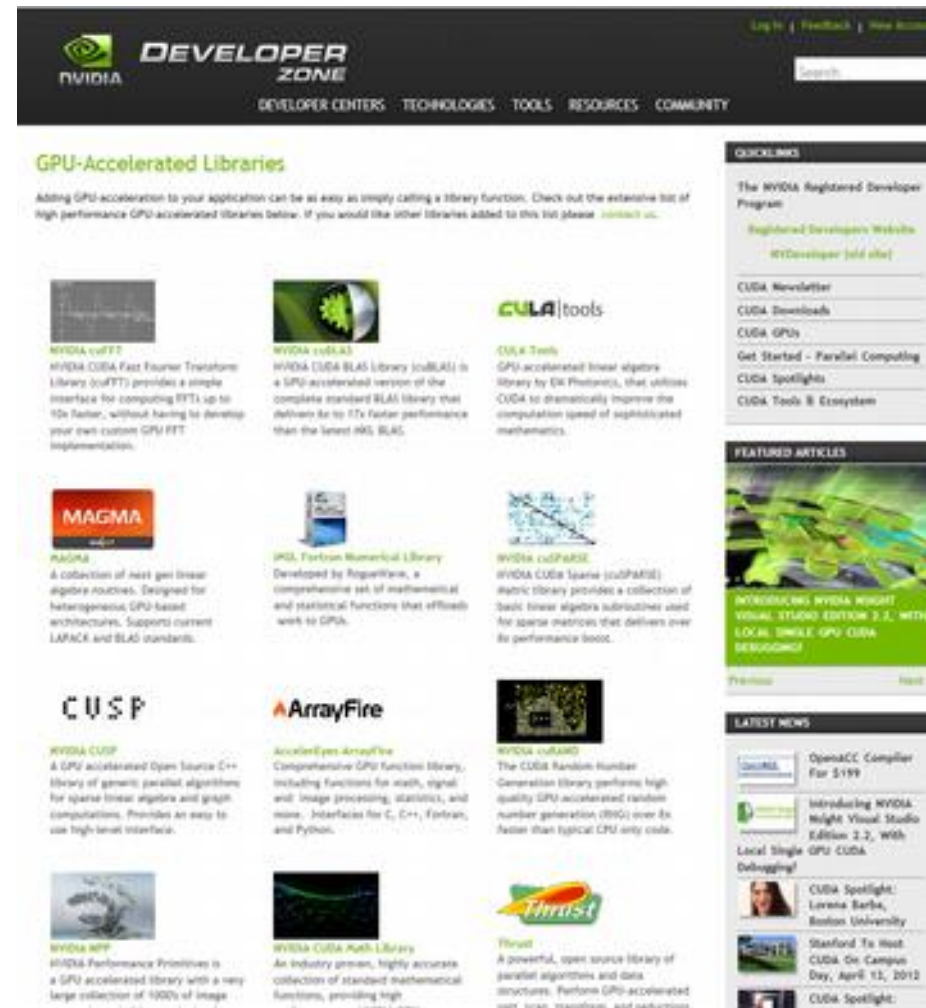 Log In | Feedback | New Account
NVIDIA
DEVELOPER
ZONE
Search
DEVELOPER CENTERS TECHNOLOGIES TOOLS RESOURCES COMMUNITY
GPU-Accelerated Libraries
Adding GPU-acceleration to your application can be as easy as simply calling a library function. Check out the extensive list of
high performance GPU-accelerated libraries below. If you would like other libraries added to this list please contact us.
NVIDIA cuFFT
NVIDIA CUDA Fast Fourier Transform
Library (cuFFT) provides a simple
interface for computing FFTs up to
10x faster, without having to develop
your own custom GPU FFT
implementation.
NVIDIA cuBLAS
NVIDIA CUDA BLAS Library (cuBLAS) is
a GPU-accelerated version of the
complete standard BLAS library that
delivers 6x to 17x faster performance
than the latest MKL BLAS.
CULA|tools
CULA Tools
GPU-accelerated linear algebra
library by EM Photonics, that utilizes
CUDA to dramatically improve the
computation speed of sophisticated
mathematics.
MAGMA
MAGMA
A collection of next gen linear
algebra routines. Designed for
heterogeneous GPU-based
architectures. Supports current
LAPACK and BLAS standards.
IMSL Fortran Numerical Library
Developed by RogueWave, a
comprehensive set of mathematical
and statistical functions that offloads
work to GPUs.
NVIDIA cuSPARSE
NVIDIA CUDA Sparse (cuSPARSE)
Matrix library provides a collection of
basic linear algebra subroutines used
for sparse matrices that delivers over
8x performance boost.
CUSP
NVIDIA CUSP
A GPU accelerated Open Source C++
library of generic parallel algorithms
for sparse linear algebra and graph
computations. Provides an easy to
use high-level interface.
ArrayFire
AccelerEyes ArrayFire
Comprehensive GPU function library,
including functions for math, signal
and image processing, statistics, and
more. Interfaces for C, C++, Fortran,
and Python.
NVIDIA cuRAND
The CUDA Random Number
Generation library performs high
quality GPU-accelerated random
number generation (RNG) over 8x
faster than typical CPU only code.
NVIDIA NPP
NVIDIA Performance Primitives is
a GPU accelerated library with a very
large collection of 1000's of image
NVIDIA CUDA Math Library
An industry proven, highly accurate
collection of standard mathematical
functions, providing high
Thrust
Thrust
A powerful, open source library of
parallel algorithms and data
structures. Perform GPU-accelerated
sort, scan, transform, and reductions
QUICKLINKS
The NVIDIA Registered Developer
Program
Registered Developers Website
NVDeveloper (old site)
CUDA Newsletter
CUDA Downloads
CUDA GPUs
Get Started - Parallel Computing
CUDA Spotlights
CUDA Tools & Ecosystem
FEATURED ARTICLES
INTRODUCING NVIDIA NSIGHT
VISUAL STUDIO EDITION 2.2, WITH
LOCAL SINGLE GPU CUDA
DEBUGGING!
Previous Next
LATEST NEWS
OpenACC Compiler
For $199
Introducing NVIDIA
Nsight Visual Studio
Edition 2.2, With
Local Single GPU CUDA
Debugging!
CUDA Spotlight:
Lorena Barba,
Boston University
Stanford To Host
CUDA On Campus
Day, April 13, 2012
CUDA Spotlight: